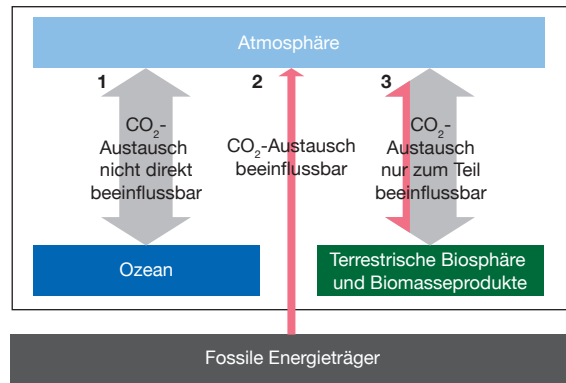 Atmosphäre
1
2
3
CO₂-
Austausch
nicht direkt
beeinflussbar
CO₂-Austausch
beeinflussbar
CO₂-
Austausch
nur zum Teil
beeinflussbar
Ozean
Terrestrische Biosphäre
und Biomasseprodukte
Fossile Energieträger